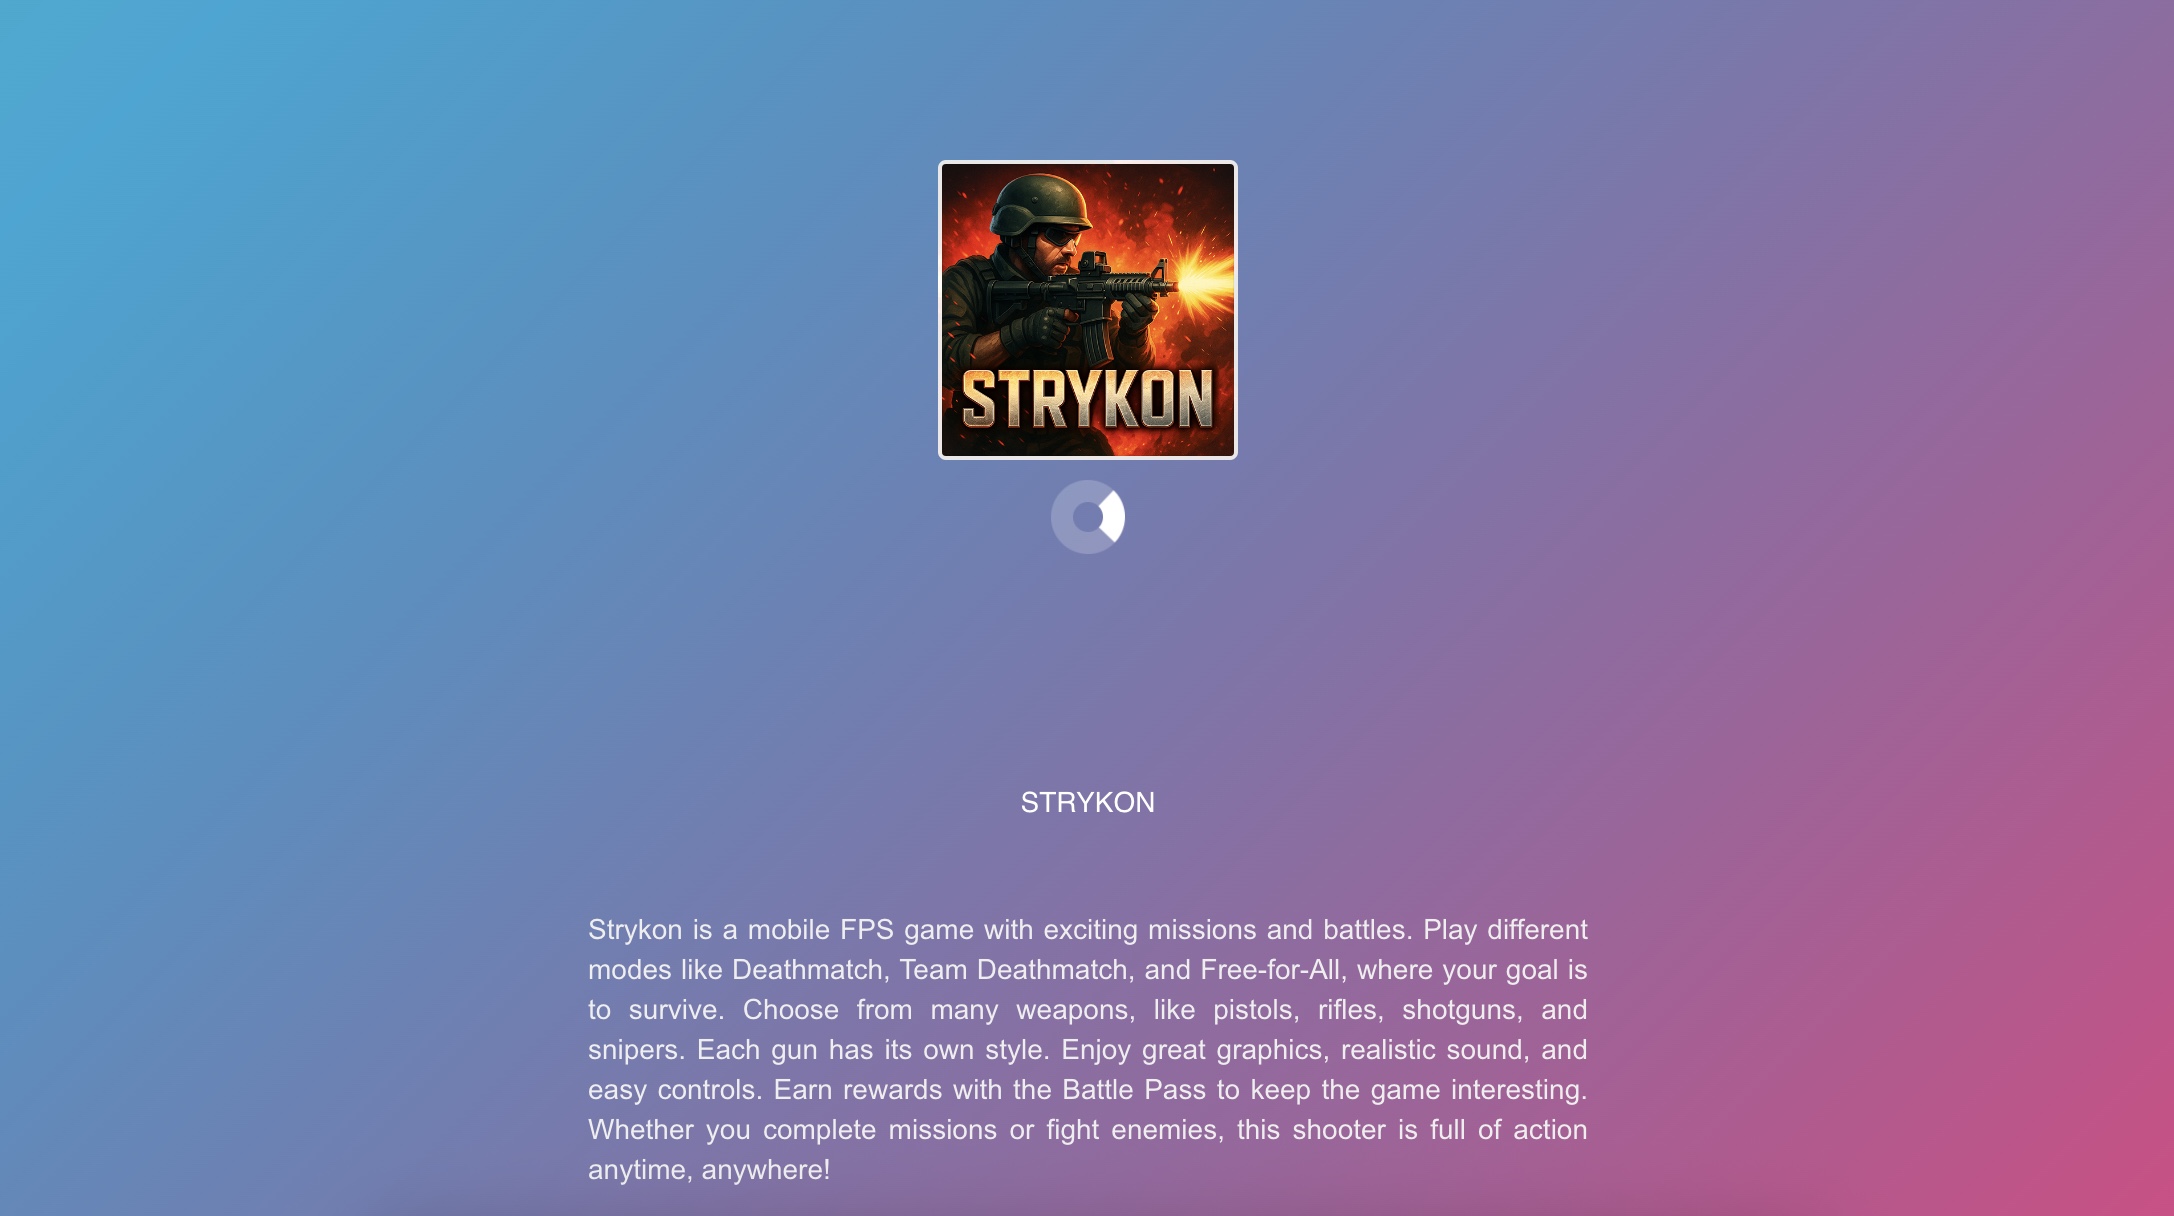 STRYKON
STRYKON
Strykon is a mobile FPS game with exciting missions and battles. Play different
modes like Deathmatch, Team Deathmatch, and Free-for-All, where your goal is
to survive. Choose from many weapons, like pistols, rifles, shotguns, and
snipers. Each gun has its own style. Enjoy great graphics, realistic sound, and
easy controls. Earn rewards with the Battle Pass to keep the game interesting.
Whether you complete missions or fight enemies, this shooter is full of action
anytime, anywhere!